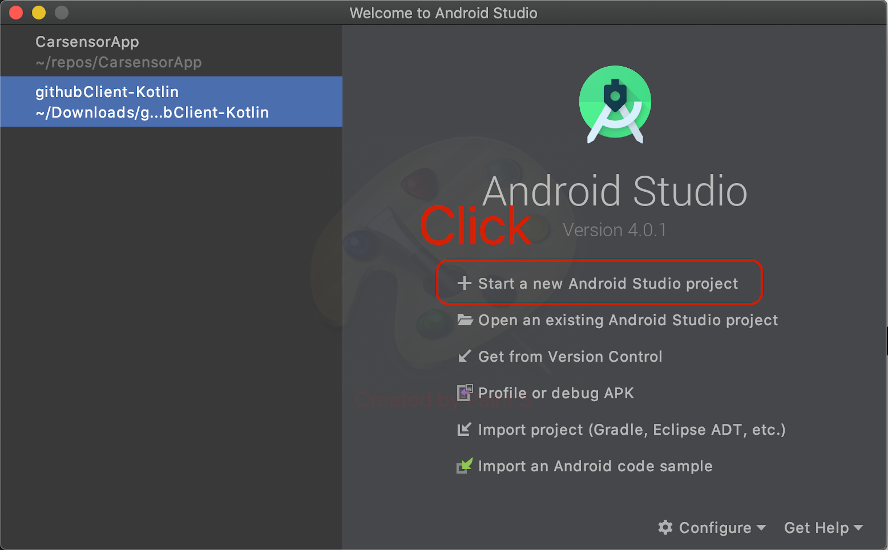 Welcome to Android Studio
CarsensorApp
~/repos/CarsensorApp
githubClient-Kotlin
~/Downloads/g...bClient-Kotlin
Android Studio
Click
Version 4.0.1
Start a new Android Studio project
Open an existing Android Studio project
Get from Version Control
Profile or debug APK
Import project (Gradle, Eclipse ADT, etc.)
Import an Android code sample
Configure
Get Help